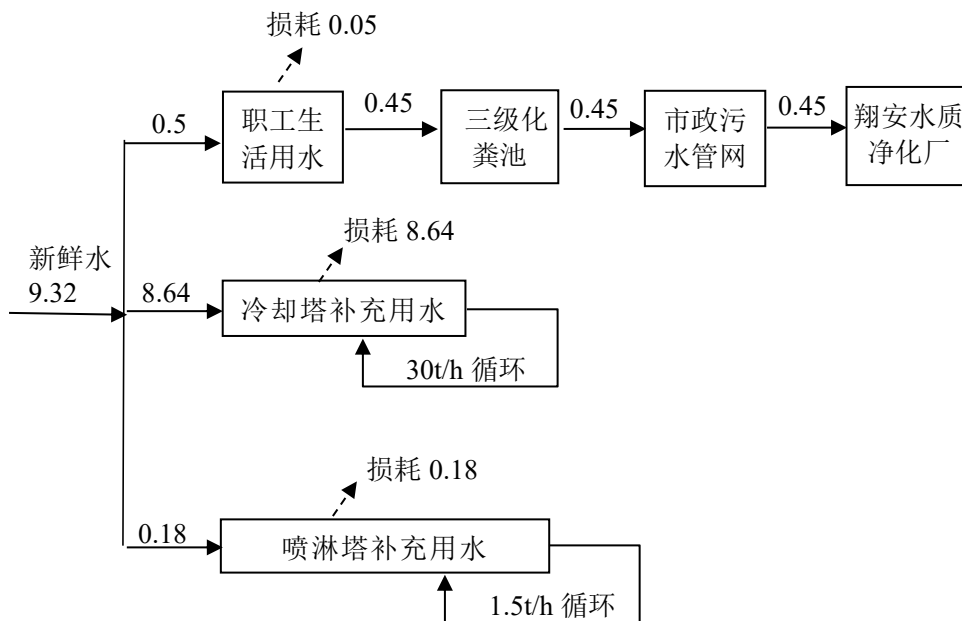 损耗 0.05
0.5
职工生
活用水
0.45
三级化
粪池
0.45
市政污
水管网
0.45
翔安水质
净化厂
新鲜水
9.32
损耗 8.64
8.64
冷却塔补充用水
30t/h 循环
损耗 0.18
0.18
喷淋塔补充用水
1.5t/h 循环